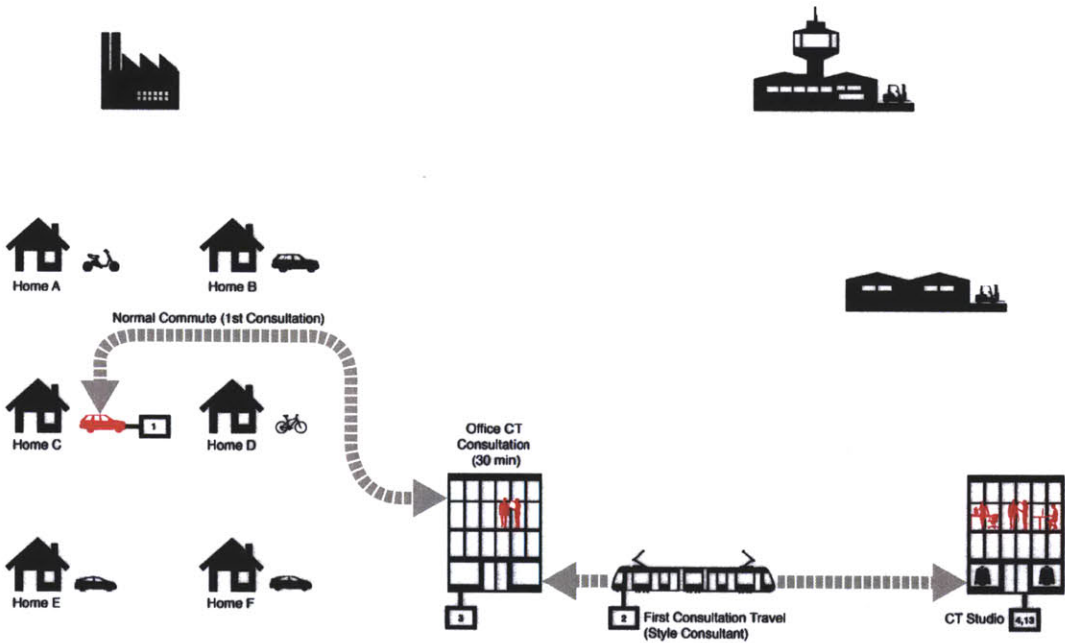 Home A
Home B
Normal Commute (1st Consultation)
Home C
1
Home D
Office CT
Consultation
(30 min)
Home E
Home F
3
2
First Consultation Travel
(Style Consultant)
CT Studio
4,13